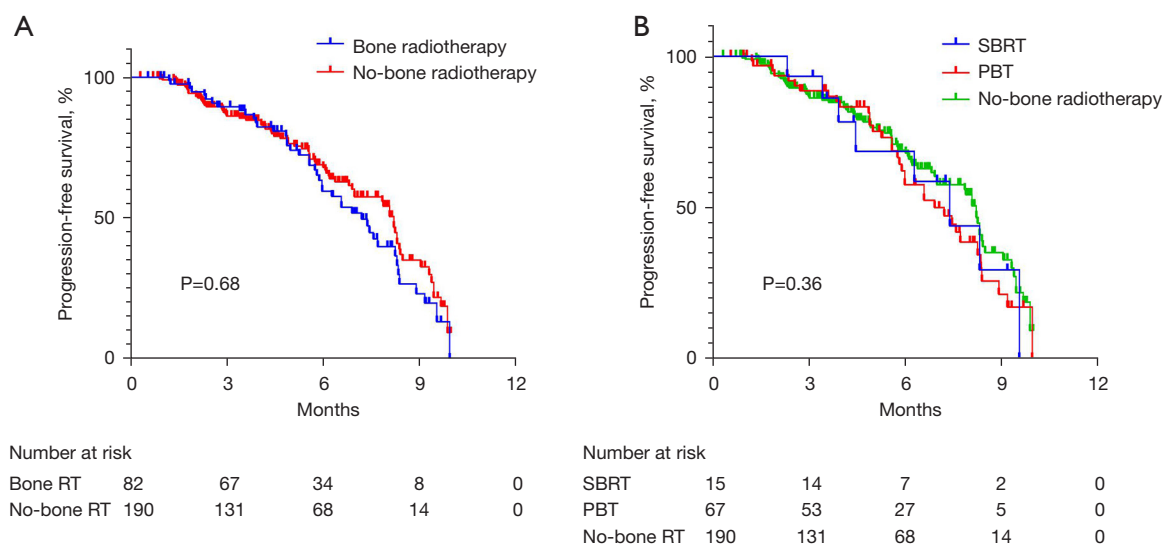 A
Bone radiotherapy
No-bone radiotherapy
Progression-free survival, %
100
50
0
P=0.68
0 3 6 9 12
Months
Number at risk
Bone RT 82 67 34 8 0
No-bone RT 190 131 68 14 0
B
SBRT
PBT
No-bone radiotherapy
Progression-free survival, %
100
50
0
P=0.36
0 3 6 9 12
Months
Number at risk
SBRT 15 14 7 2 0
PBT 67 53 27 5 0
No-bone RT 190 131 68 14 0